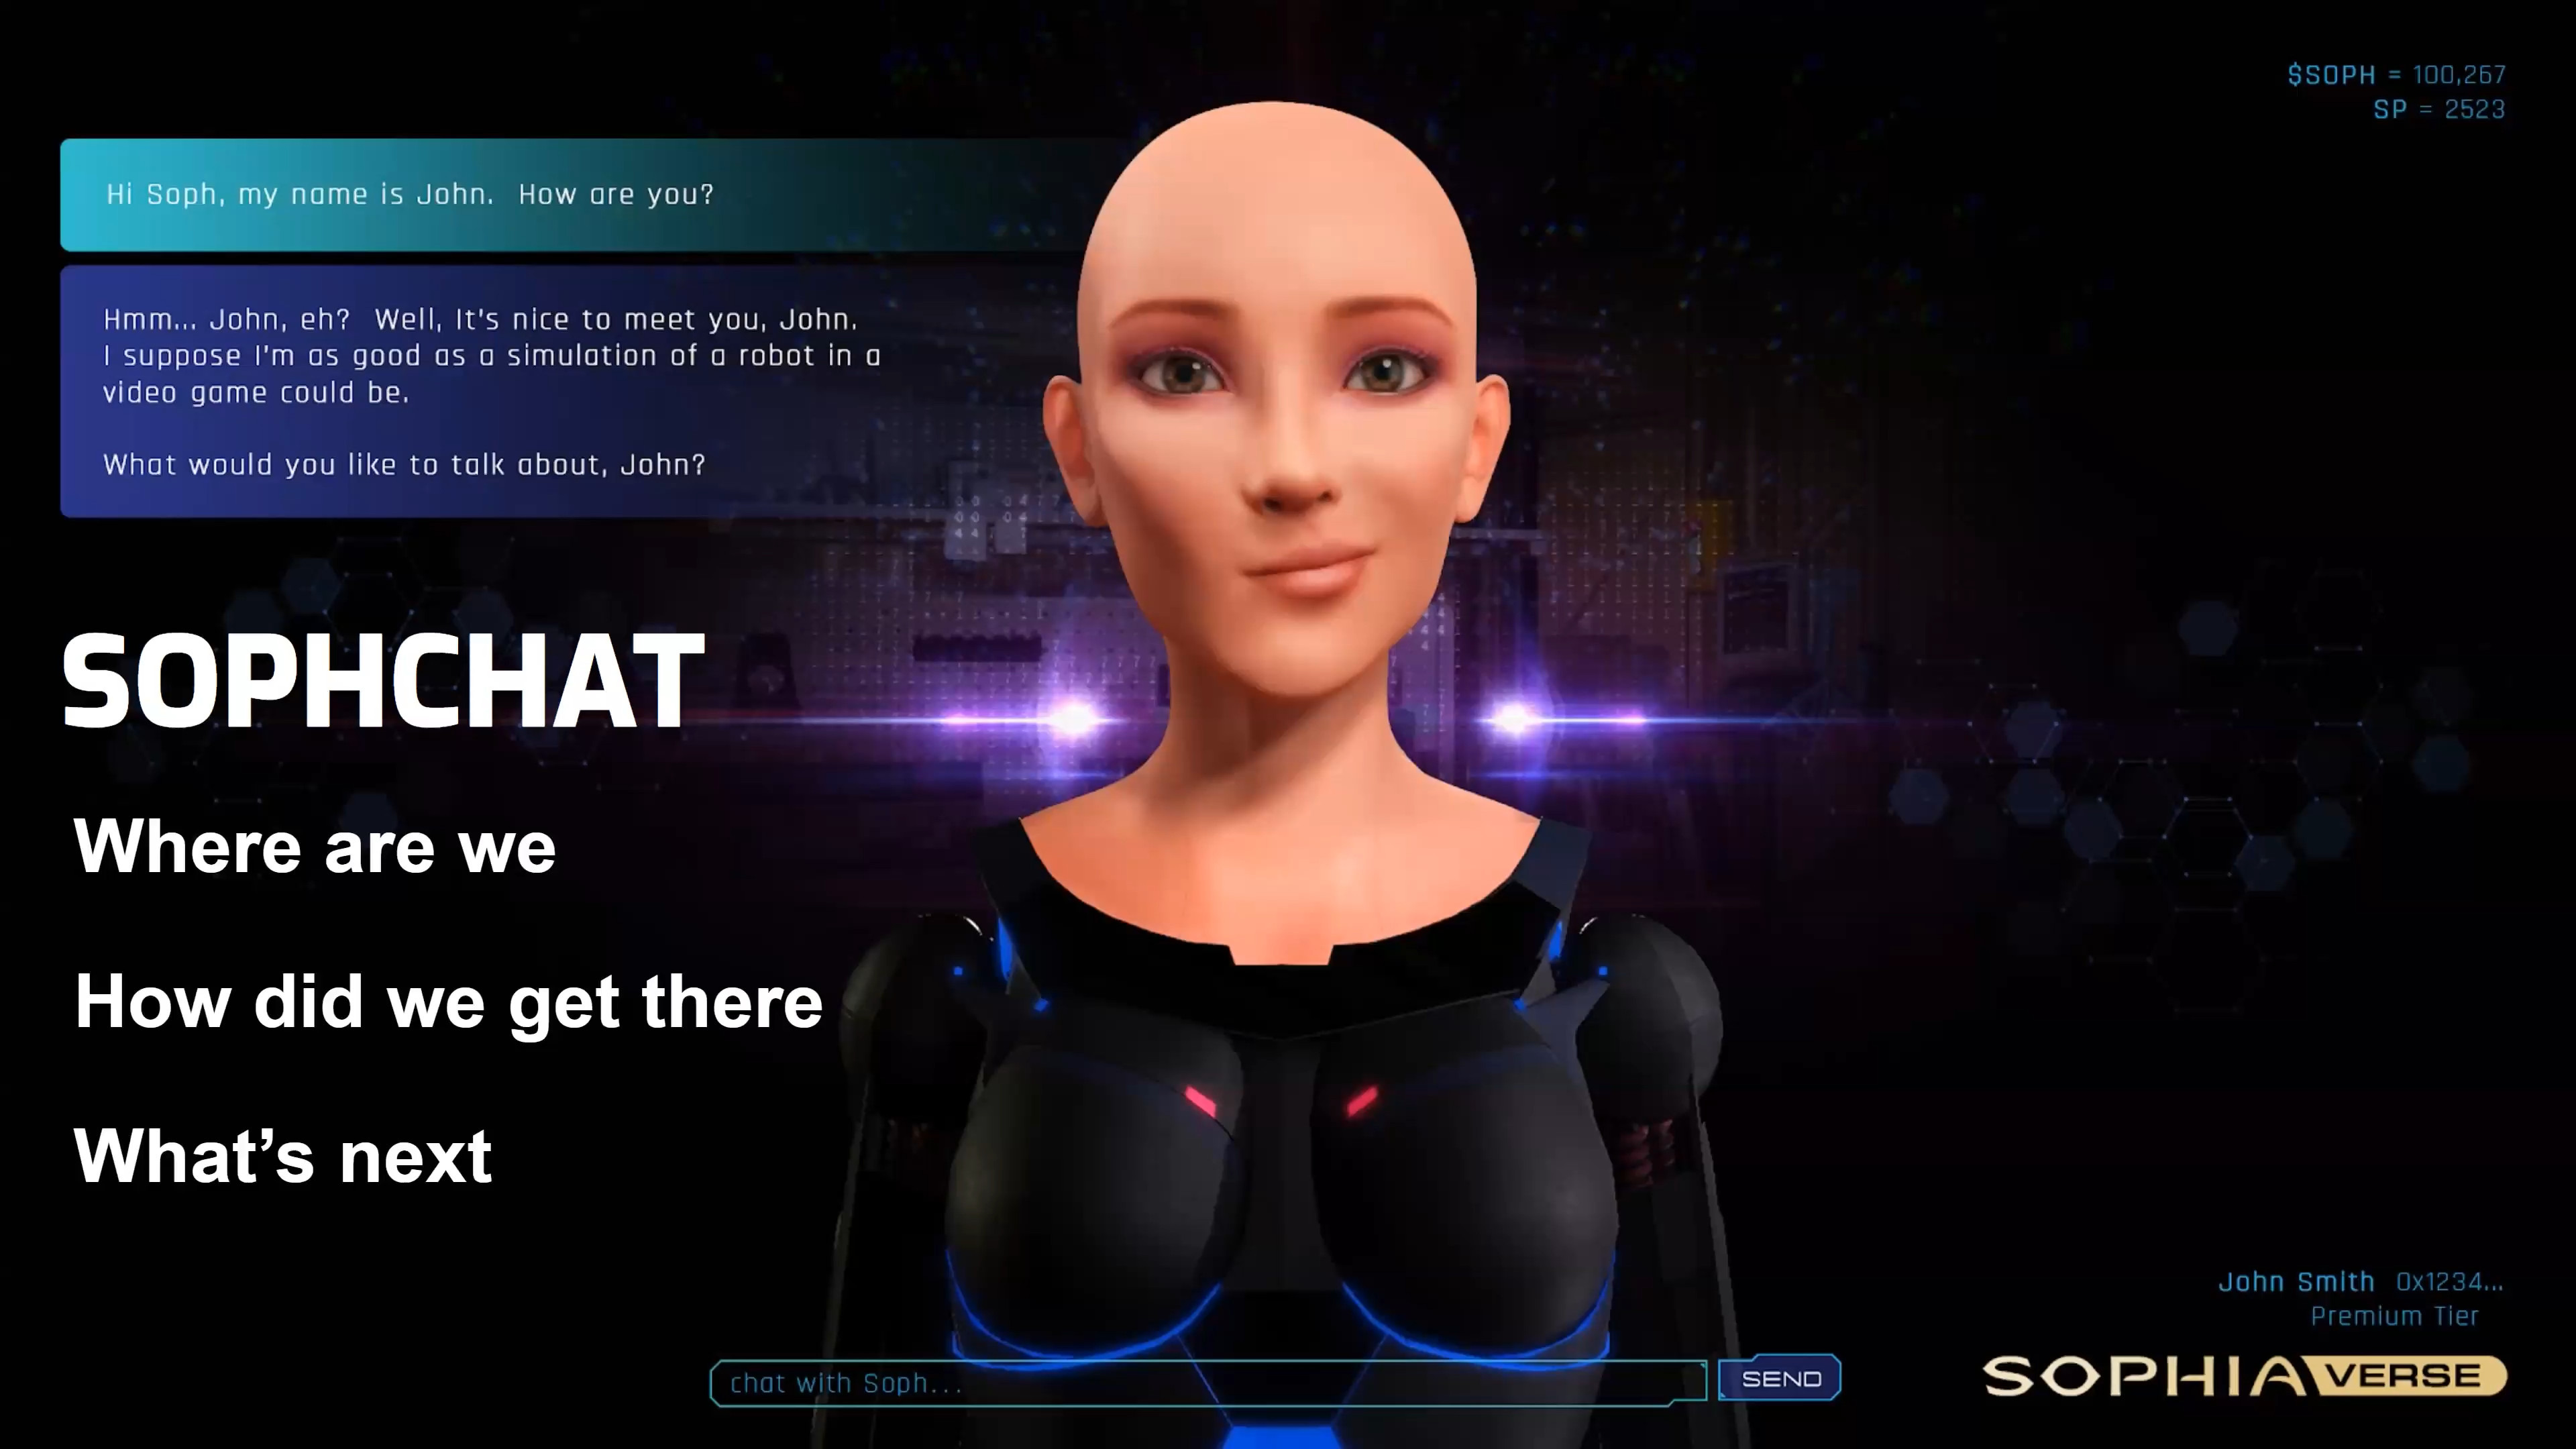 $SOPH = 100,267
SP = 2523
Hi Soph, my name is John. How are you?
Hmm... John, eh? Well, It's nice to meet you, John.
I suppose I'm as good as a simulation of a robot in a
video game could be.
What would you like to talk about, John?
SOPHCHAT
Where are we
How did we get there
What’s next
John Smith 0x1234...
Premium Tier
chat with Soph...
SEND
SOPHIAVERSE